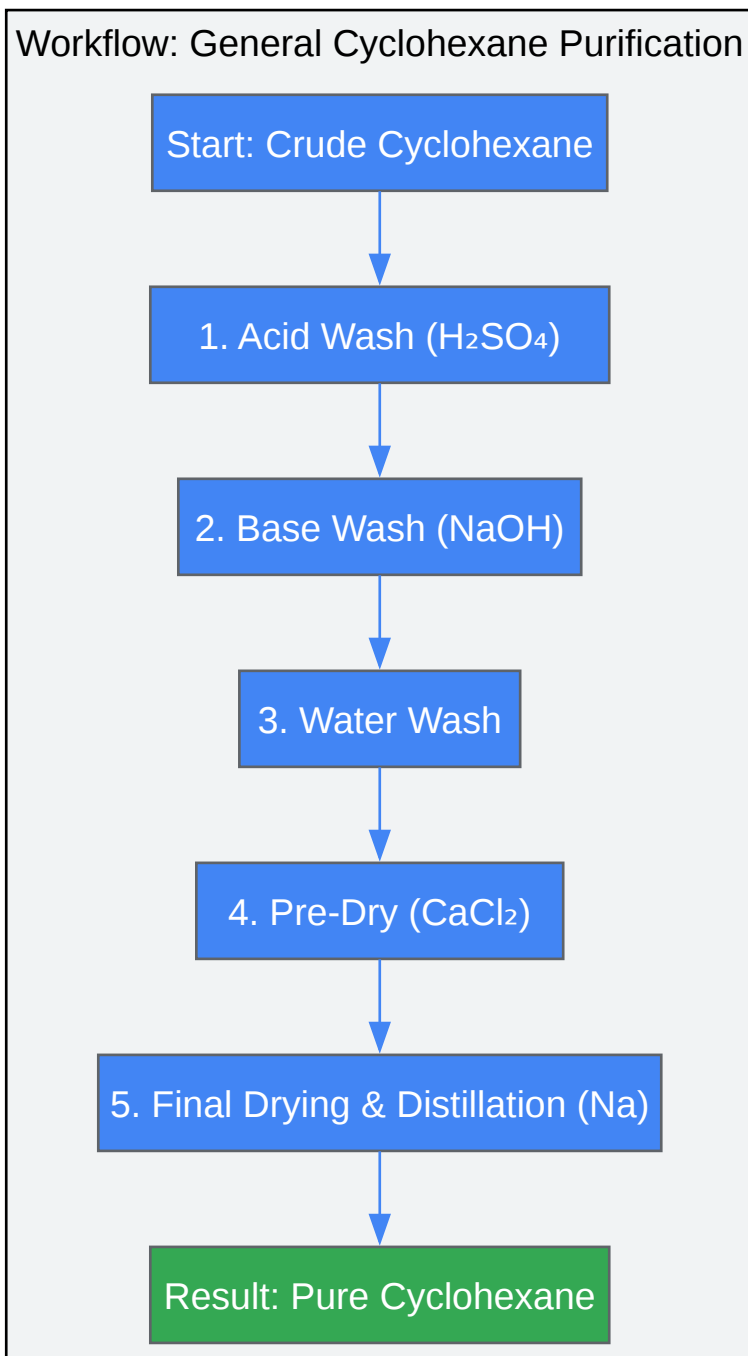 Workflow: General Cyclohexane Purification
Start: Crude Cyclohexane
1. Acid Wash (H₂SO₄)
2. Base Wash (NaOH)
3. Water Wash
4. Pre-Dry (CaCl₂)
5. Final Drying & Distillation (Na)
Result: Pure Cyclohexane